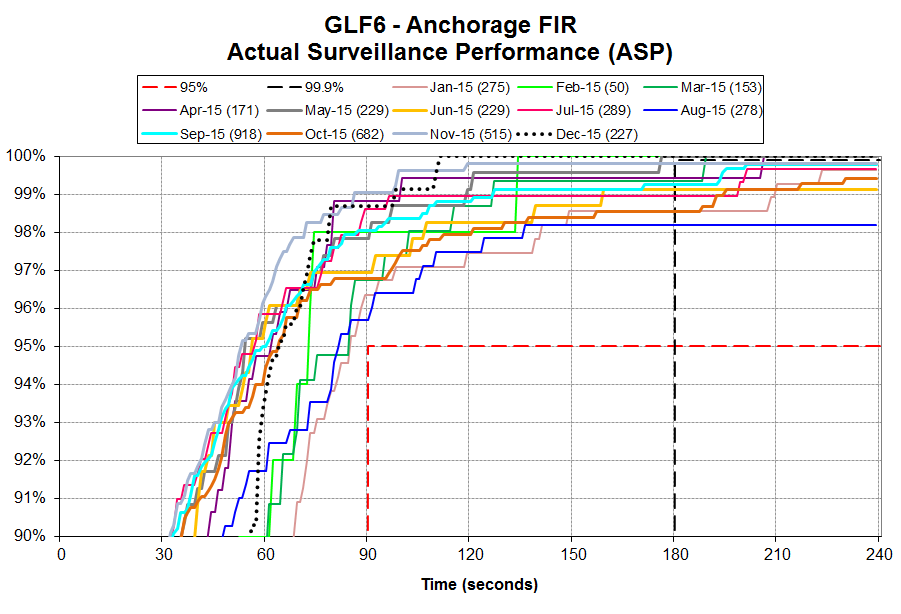 GLF6 - Anchorage FIR
Actual Surveillance Performance (ASP)
95% 99.9% Jan-15 (275) Feb-15 (50) Mar-15 (153)
Apr-15 (171) May-15 (229) Jun-15 (229) Jul-15 (289) Aug-15 (278)
Sep-15 (918) Oct-15 (682) Nov-15 (515) Dec-15 (227)
100%
99%
98%
97%
96%
95%
94%
93%
92%
91%
90%
0 30 60 90 120 150 180 210 240
Time (seconds)